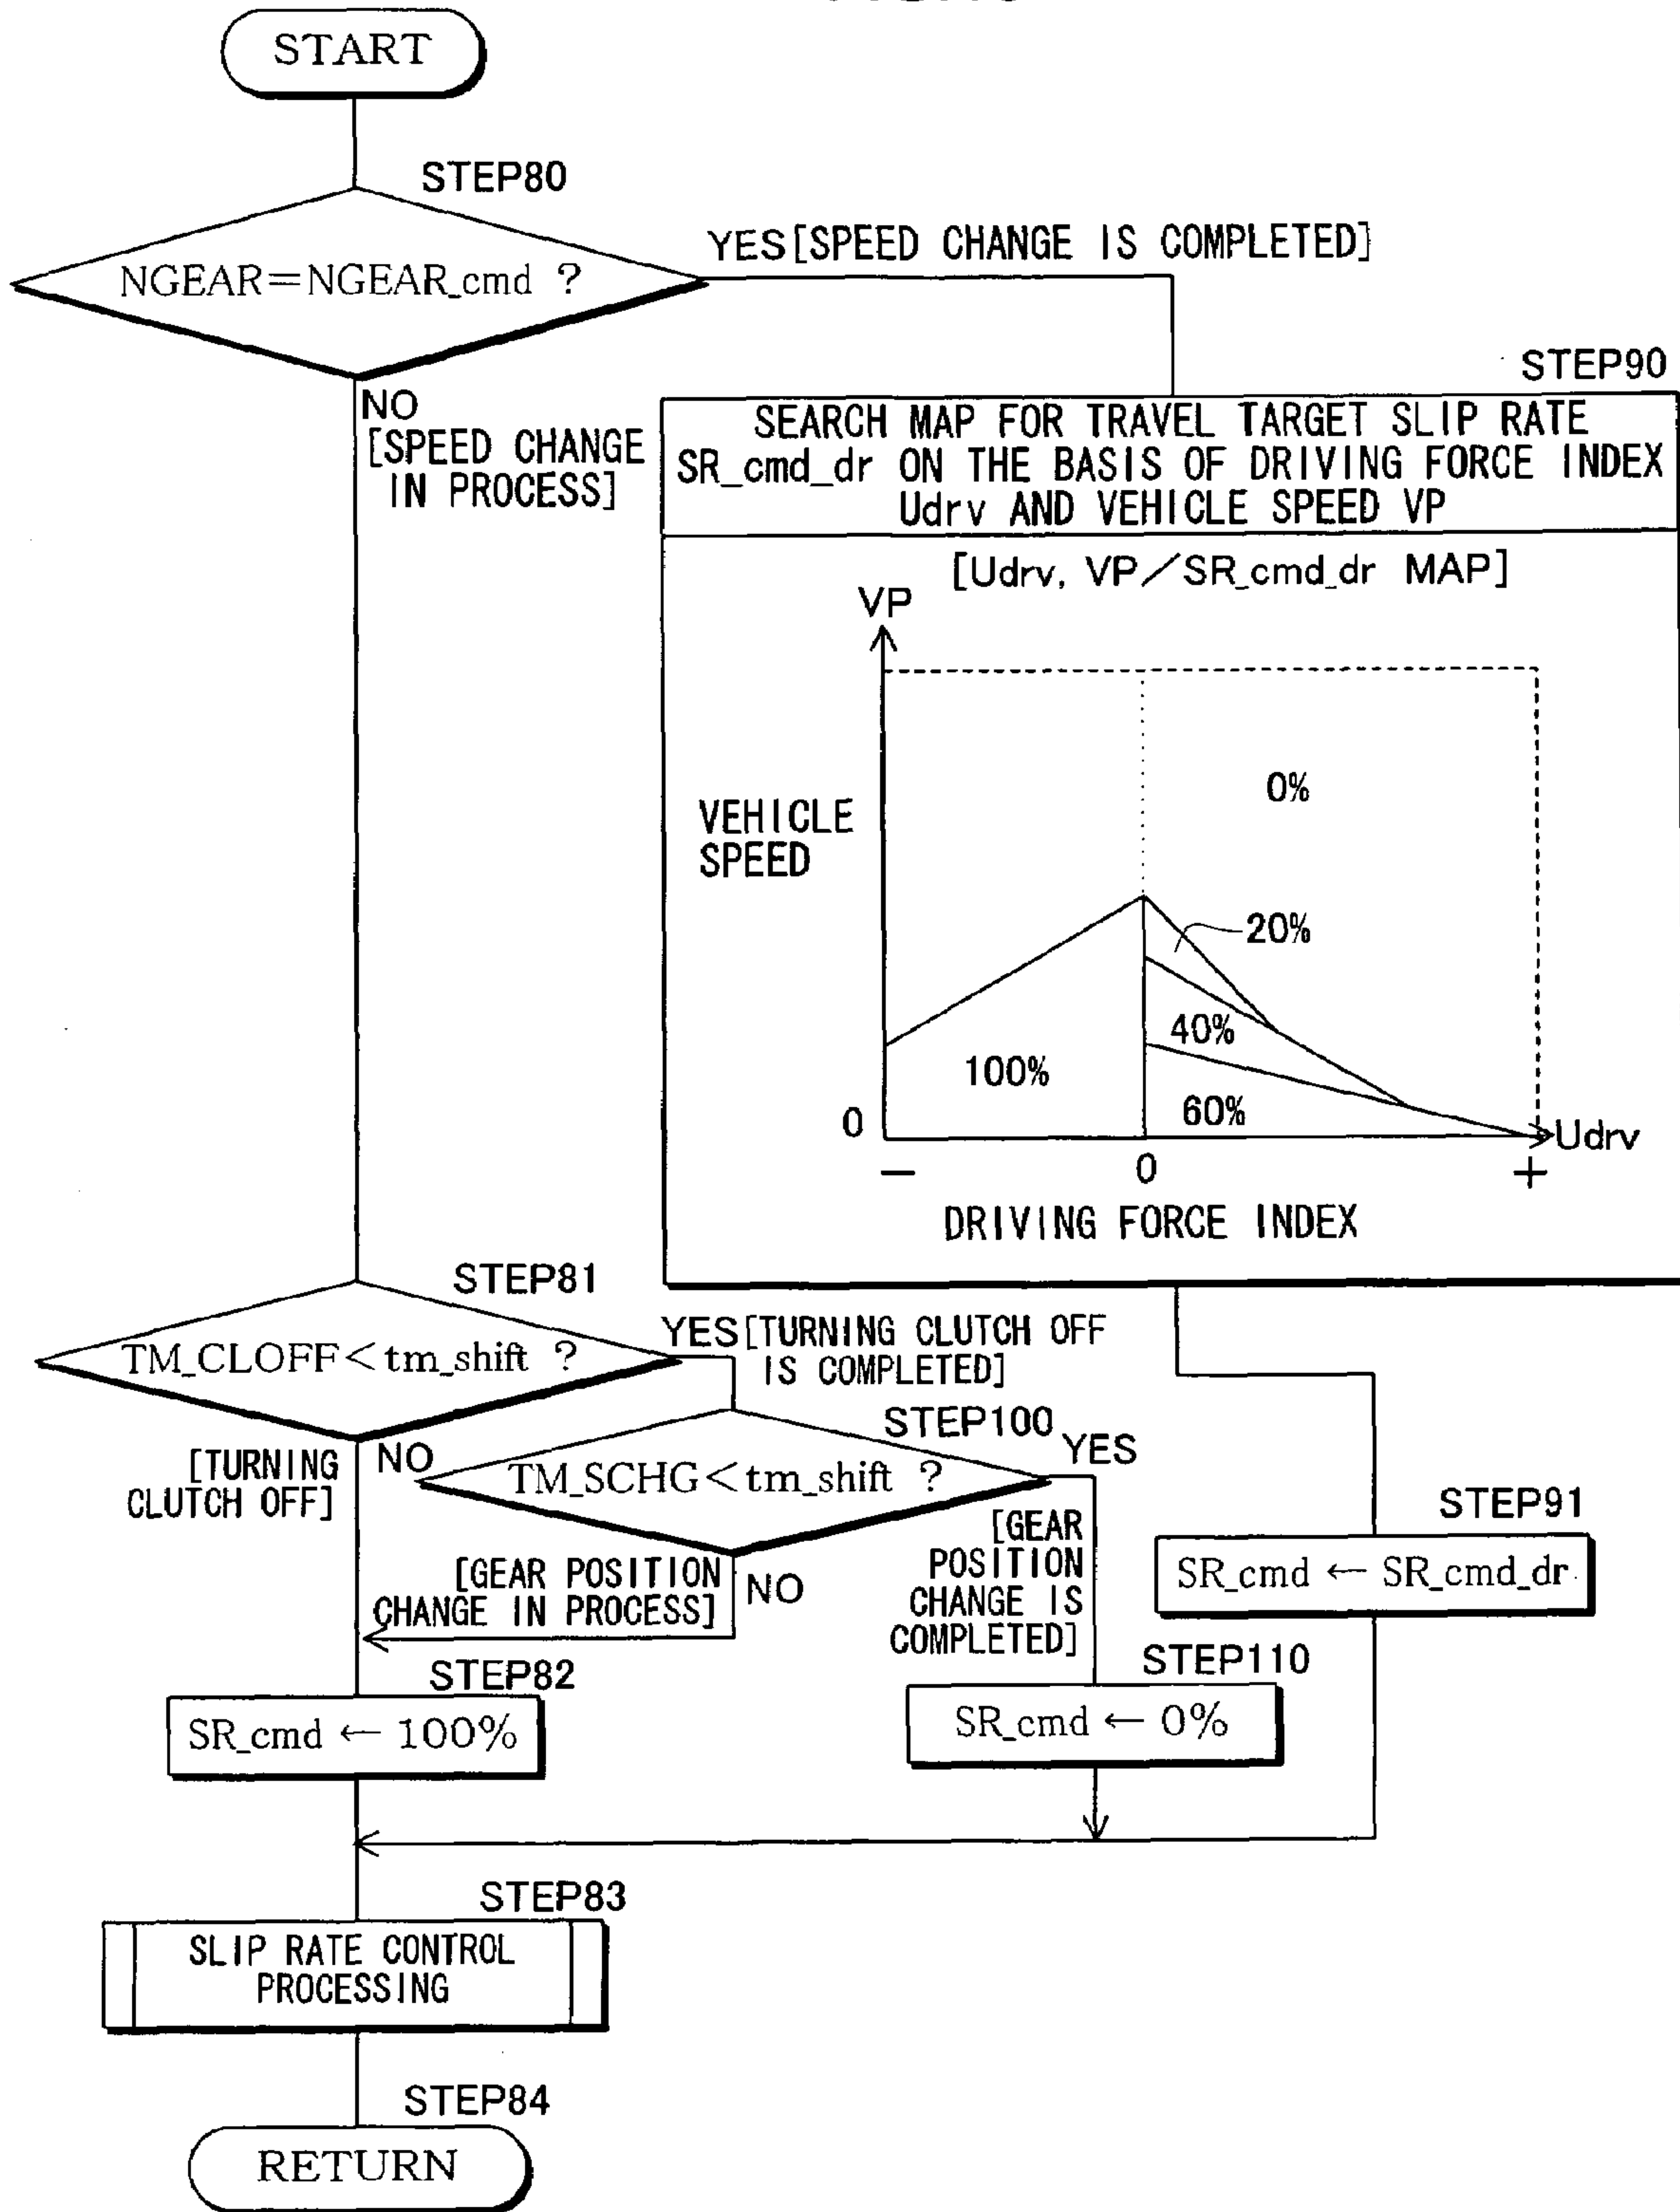 START
STEP80
NGEAR=NGEAR_cmd ?
YES[SPEED CHANGE IS COMPLETED]
NO
[SPEED CHANGE
IN PROCESS]
STEP90
SEARCH MAP FOR TRAVEL TARGET SLIP RATE
SR_cmd_dr ON THE BASIS OF DRIVING FORCE INDEX
Udrv AND VEHICLE SPEED VP
[Udrv, VP/SR_cmd_dr MAP]
VP
VEHICLE
SPEED
0%
20%
40%
100%
60%
0
Udrv
− 0 +
DRIVING FORCE INDEX
STEP81
TM_CLOFF<tm_shift ?
YES[TURNING CLUTCH OFF
IS COMPLETED]
NO
[TURNING
CLUTCH OFF]
STEP100
TM_SCHG<tm_shift ?
YES
[GEAR
POSITION
CHANGE IS
COMPLETED]
NO
[GEAR POSITION
CHANGE IN PROCESS]
STEP91
SR_cmd ← SR_cmd_dr
STEP82
SR_cmd ← 100%
STEP110
SR_cmd ← 0%
STEP83
SLIP RATE CONTROL
PROCESSING
STEP84
RETURN